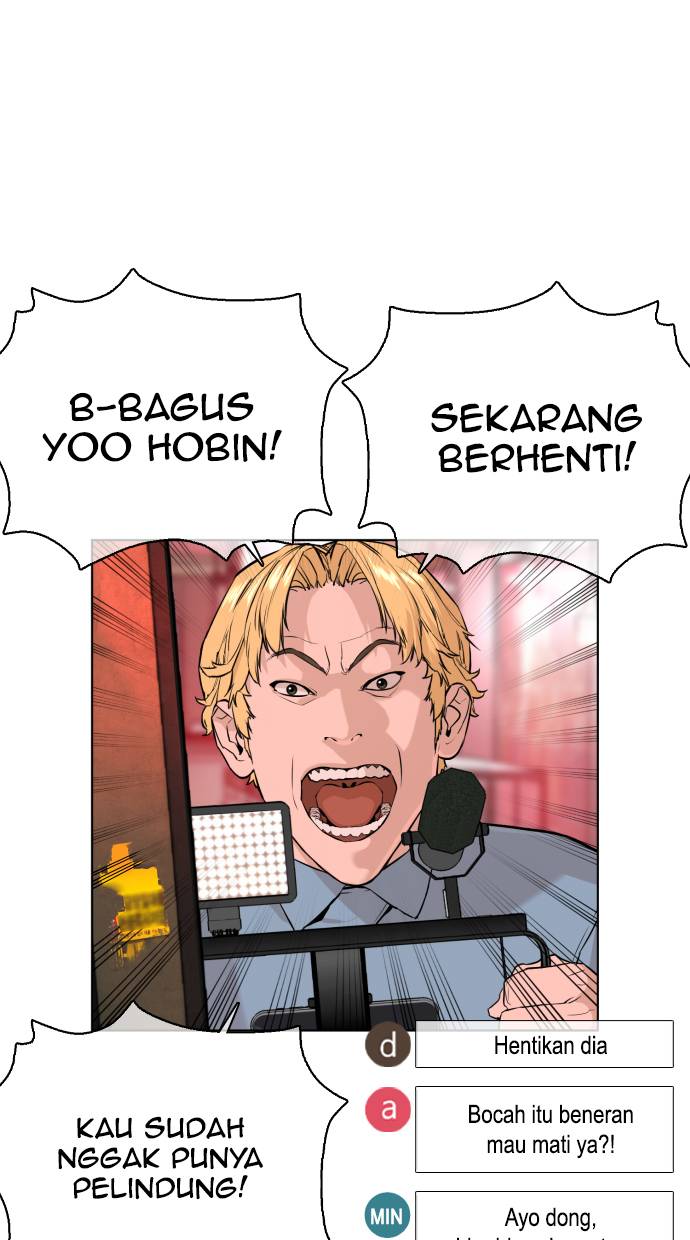 B-BAGUS
YOO HOBIN!
SEKARANG
BERHENTI!
d
Hentikan dia
a
Bocah itu beneran
mau mati ya?!
KAU SUDAH
NGGAK PUNYA
PELINDUNG!
MIN
Ayo dong,